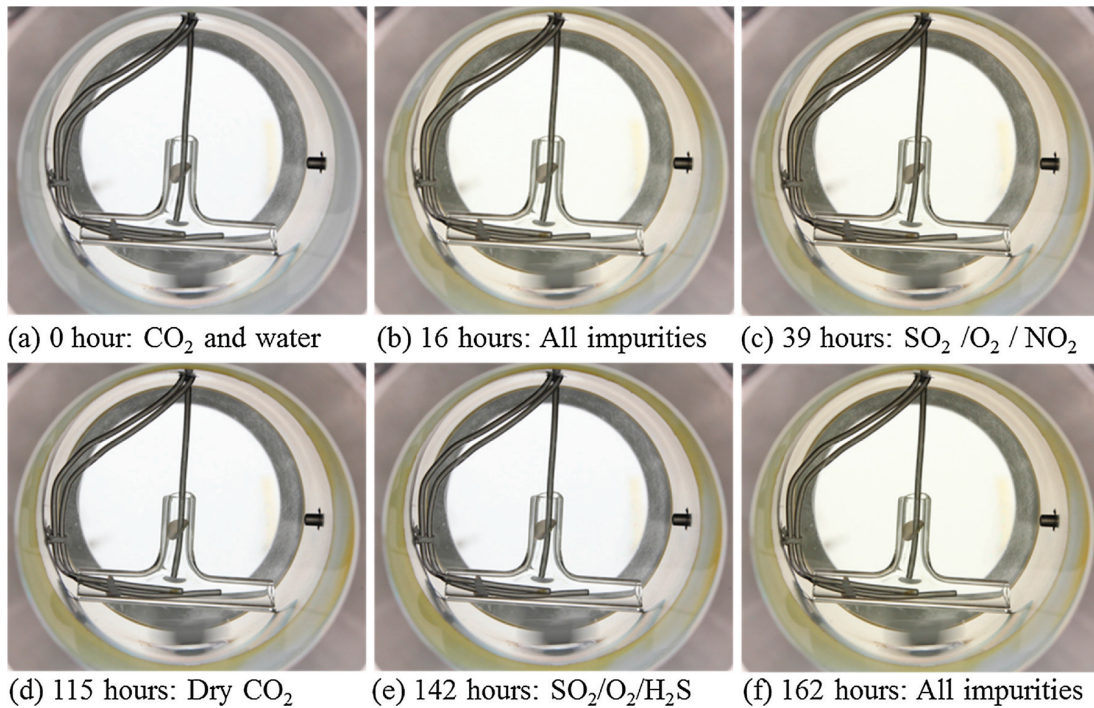 (a) 0 hour: CO₂ and water
(b) 16 hours: All impurities
(c) 39 hours: SO₂ /O₂ / NO₂
(d) 115 hours: Dry CO₂
(e) 142 hours: SO₂/O₂/H₂S
(f) 162 hours: All impurities